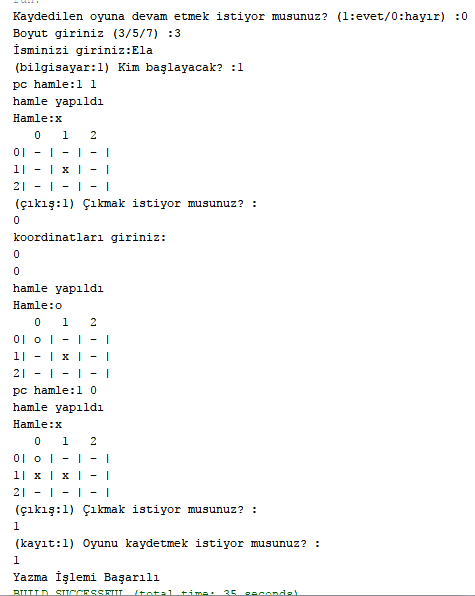 run:
Kaydedilen oyuna devam etmek istiyor musunuz? (1:evet/0:hayır) :0
Boyut giriniz (3/5/7) :3
İsminizi giriniz:Ela
(bilgisayar:1) Kim başlayacak? :1
pc hamle:1 1
hamle yapıldı
Hamle:x
0 1 2
0| - | - | - |
1| - | x | - |
2| - | - | - |
(çıkış:1) Çıkmak istiyor musunuz? :
0
koordinatları giriniz:
0
0
hamle yapıldı
Hamle:o
0 1 2
0| o | - | - |
1| - | x | - |
2| - | - | - |
pc hamle:1 0
hamle yapıldı
Hamle:x
0 1 2
0| o | - | - |
1| x | x | - |
2| - | - | - |
(çıkış:1) Çıkmak istiyor musunuz? :
1
(kayıt:1) Oyunu kaydetmek istiyor musunuz? :
1
Yazma İşlemi Başarılı
BUILD SUCCESSFUL (total time: 35 seconds)